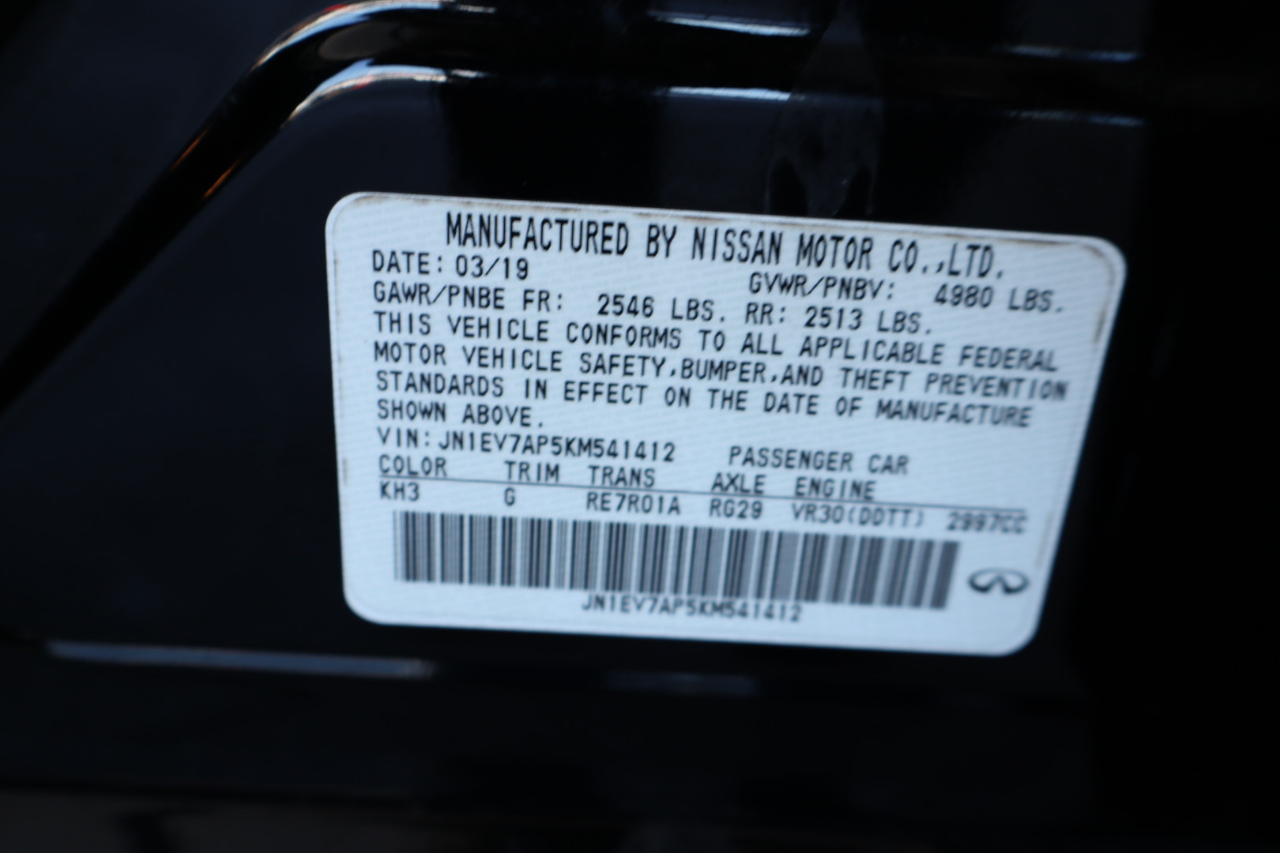 MANUFACTURED BY NISSAN MOTOR CO.,LTD.
DATE: 03/19 GVWR/PNBV: 4980 LBS.
GAWR/PNBE FR: 2546 LBS. RR: 2513 LBS.
THIS VEHICLE CONFORMS TO ALL APPLICABLE FEDERAL
MOTOR VEHICLE SAFETY,BUMPER,AND THEFT PREVENTION
STANDARDS IN EFFECT ON THE DATE OF MANUFACTURE
SHOWN ABOVE.
VIN: JN1EV7AP5KM541412 PASSENGER CAR
COLOR TRIM TRANS AXLE ENGINE
KH3 G RE7R01A RG29 VR30(DDTT) 2997CC
JN1EV7AP5KM541412